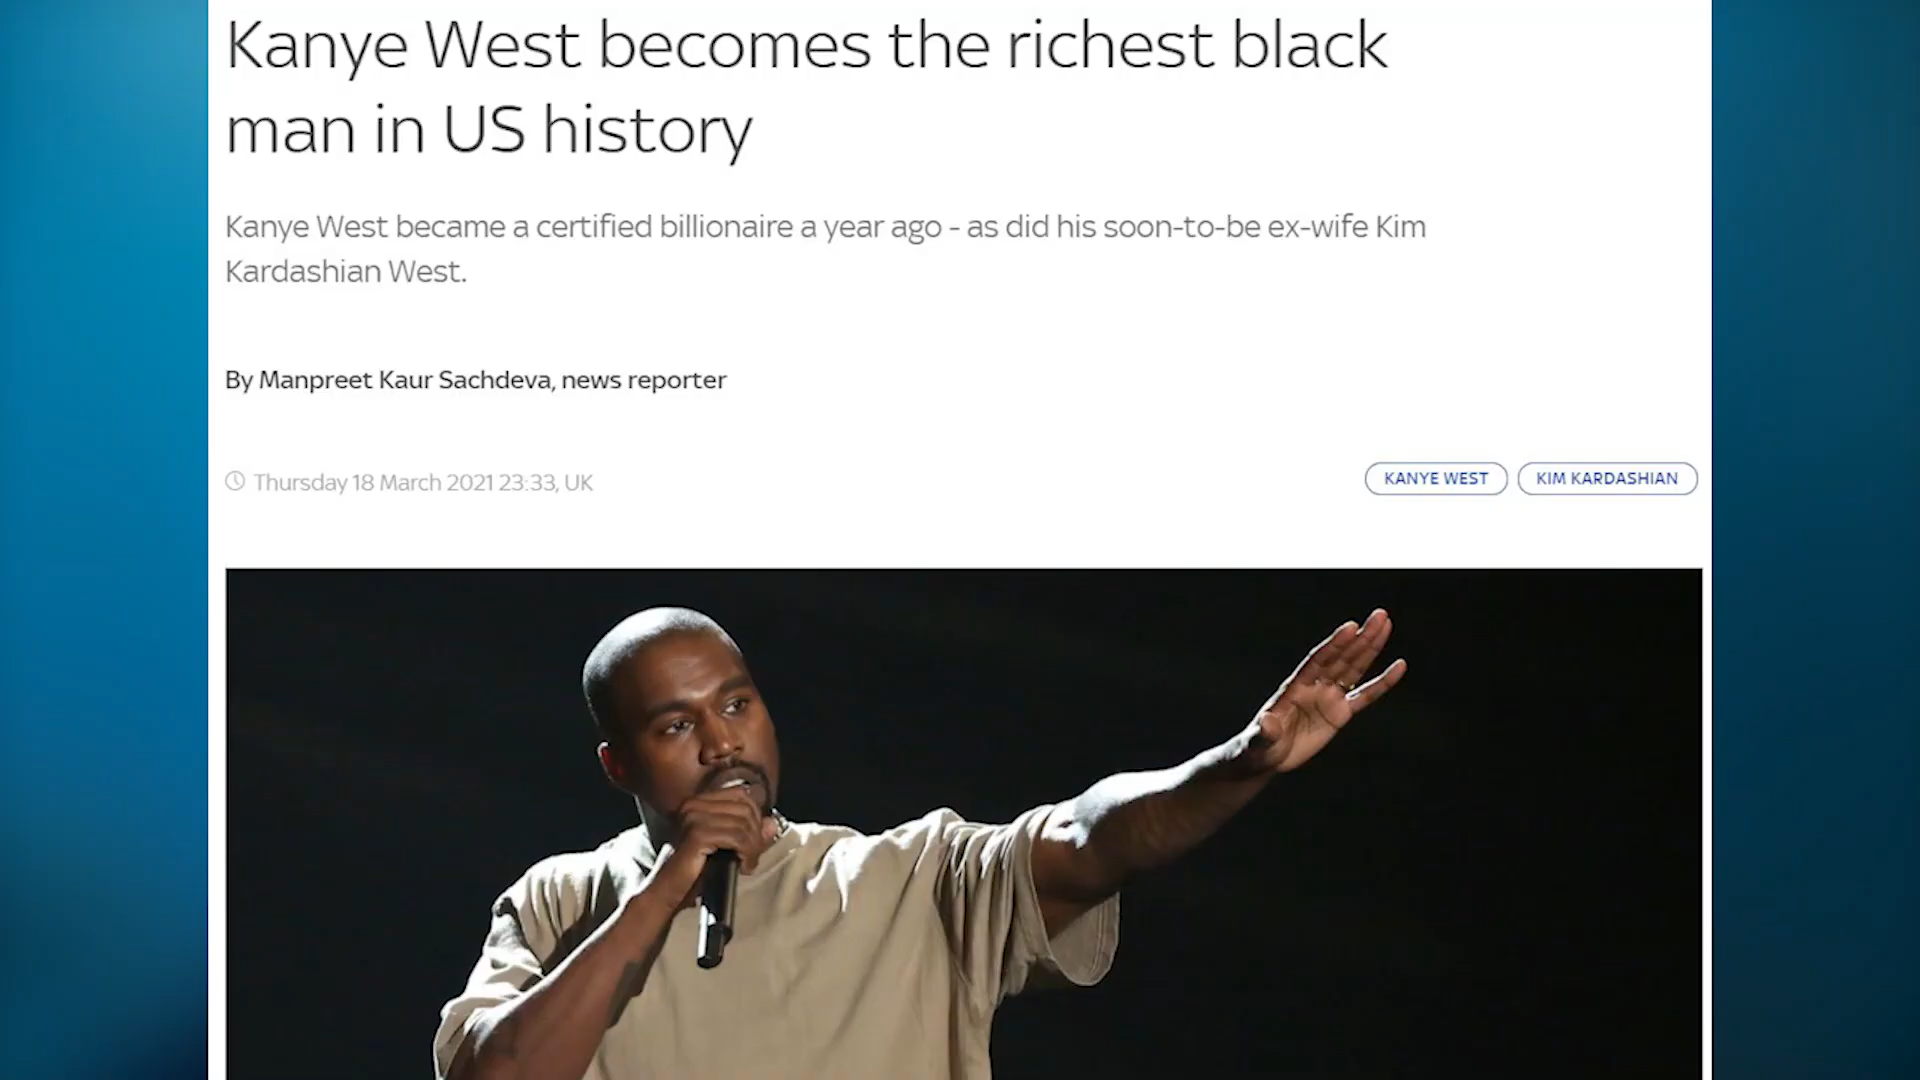 Kanye West becomes the richest black
man in US history
Kanye West became a certified billionaire a year ago - as did his soon-to-be ex-wife Kim
Kardashian West.
By Manpreet Kaur Sachdeva, news reporter
Thursday 18 March 2021 23:33, UK
KANYE WEST
KIM KARDASHIAN